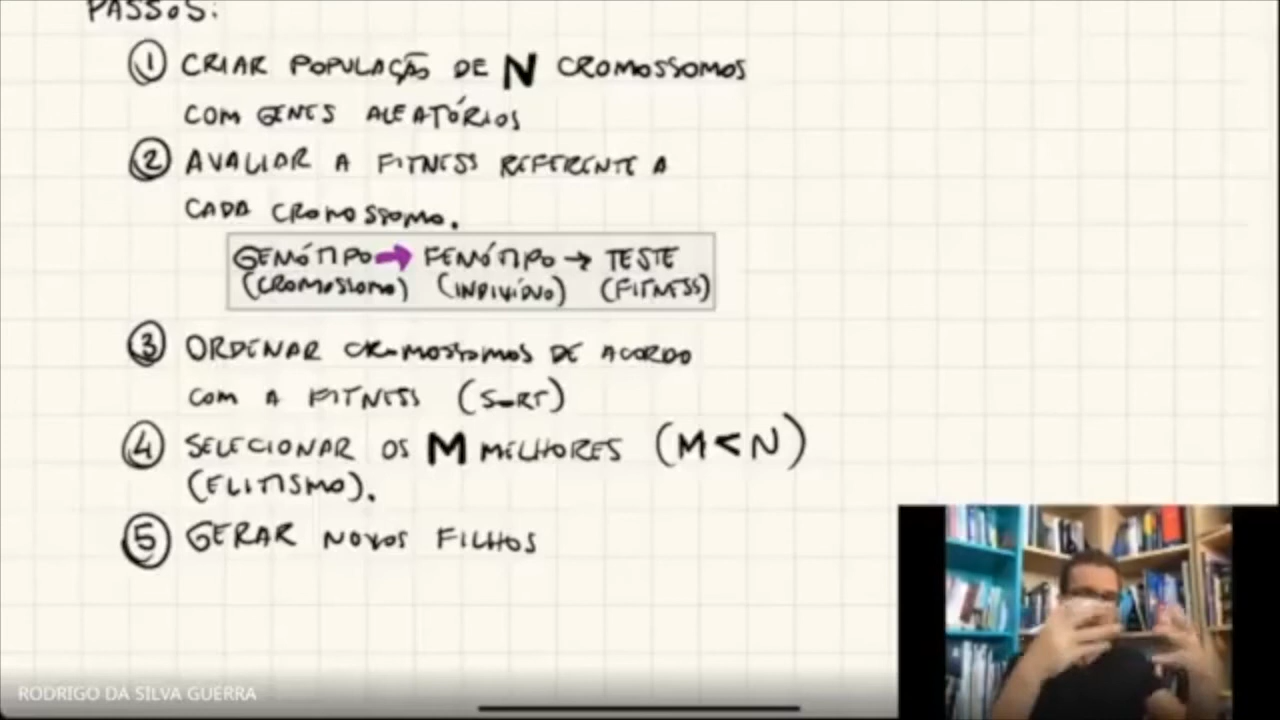 PASSOS:
① CRIAR POPULAÇÃO DE N CROMOSSOMOS
COM GENES ALEATÓRIOS
② AVALIAR A FITNESS REFERENTE A
CADA CROMOSSOMO.
GENÓTIPO → FENÓTIPO → TESTE
(CROMOSSOMO) (INDIVÍDUO) (FITNESS)
③ ORDENAR CROMOSSOMOS DE ACORDO
COM A FITNESS (SORT)
④ SELECIONAR OS M MELHORES (M < N)
(ELITISMO).
⑤ GERAR NOVOS FILHOS
RODRIGO DA SILVA GUERRA